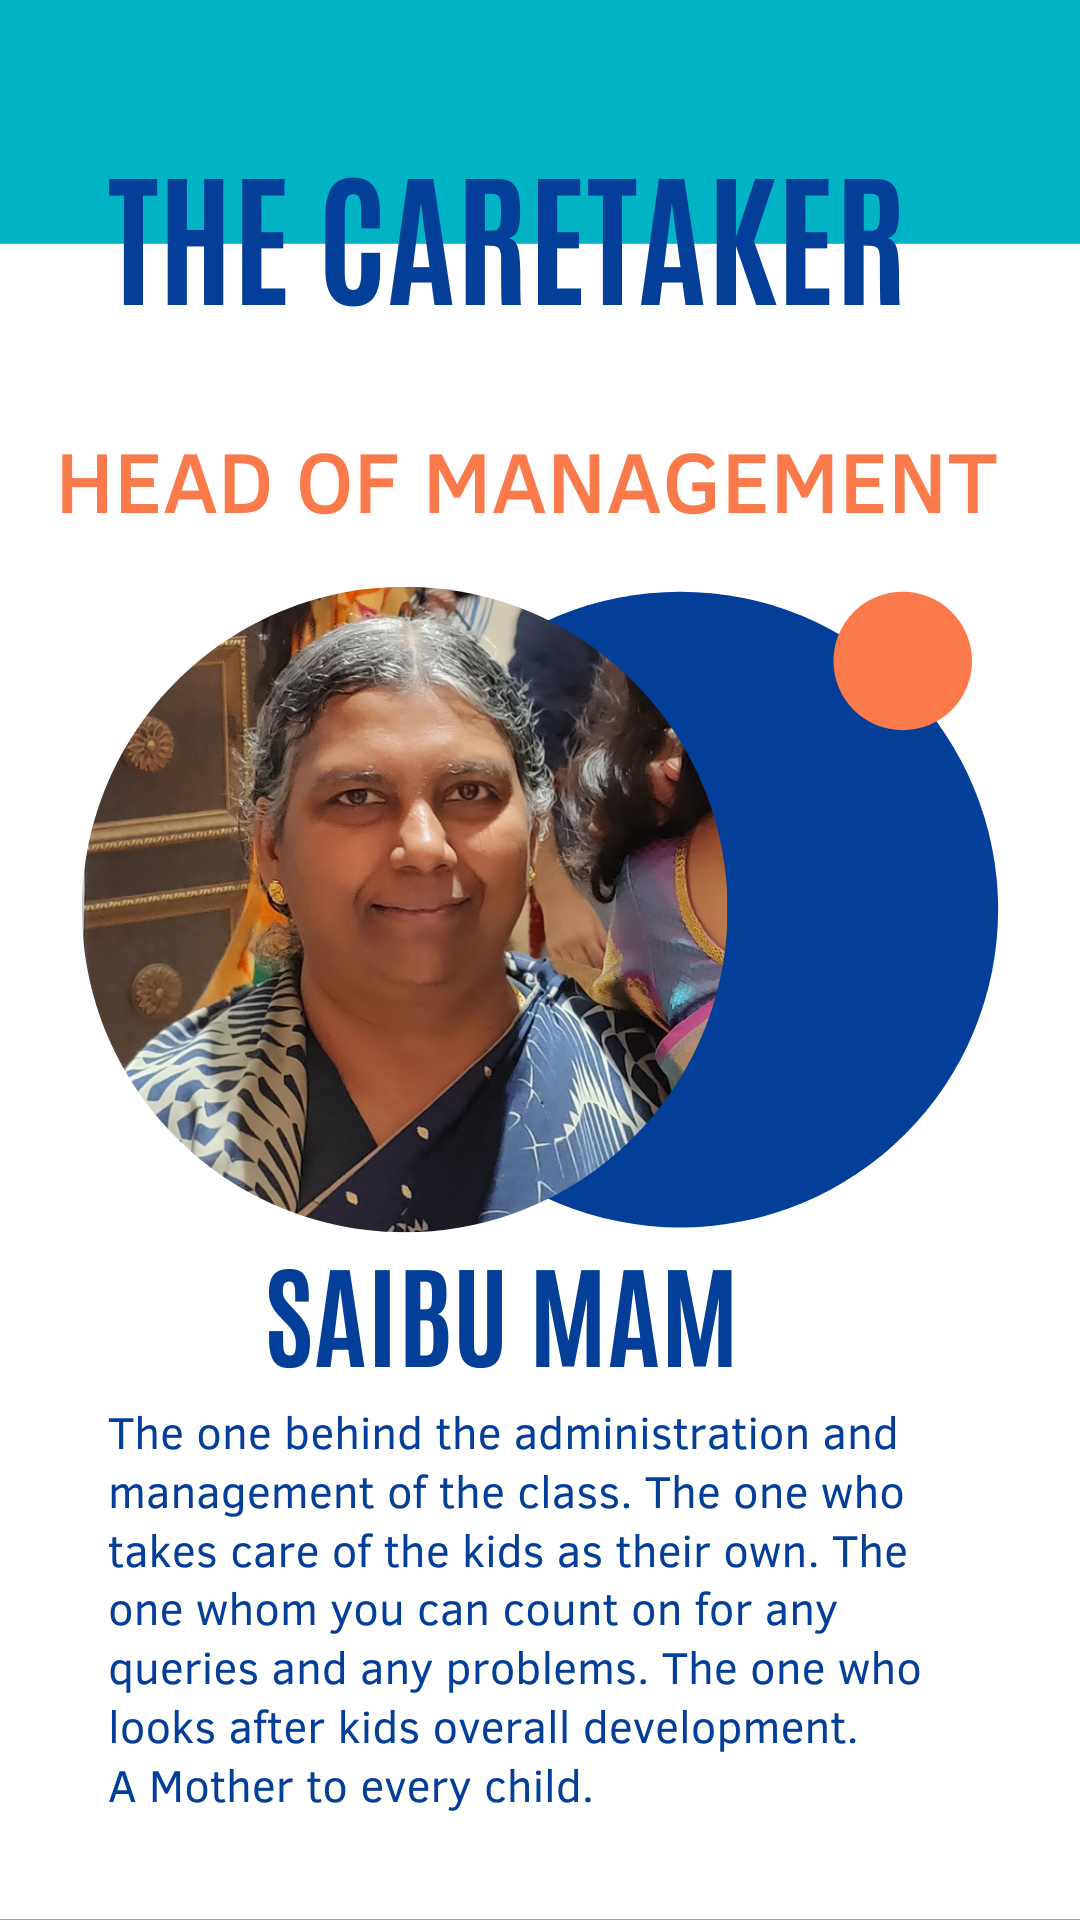 THE CARETAKER
HEAD OF MANAGEMENT
SAIBU MAM
The one behind the administration and
management of the class. The one who
takes care of the kids as their own. The
one whom you can count on for any
queries and any problems. The one who
looks after kids overall development.
A Mother to every child.